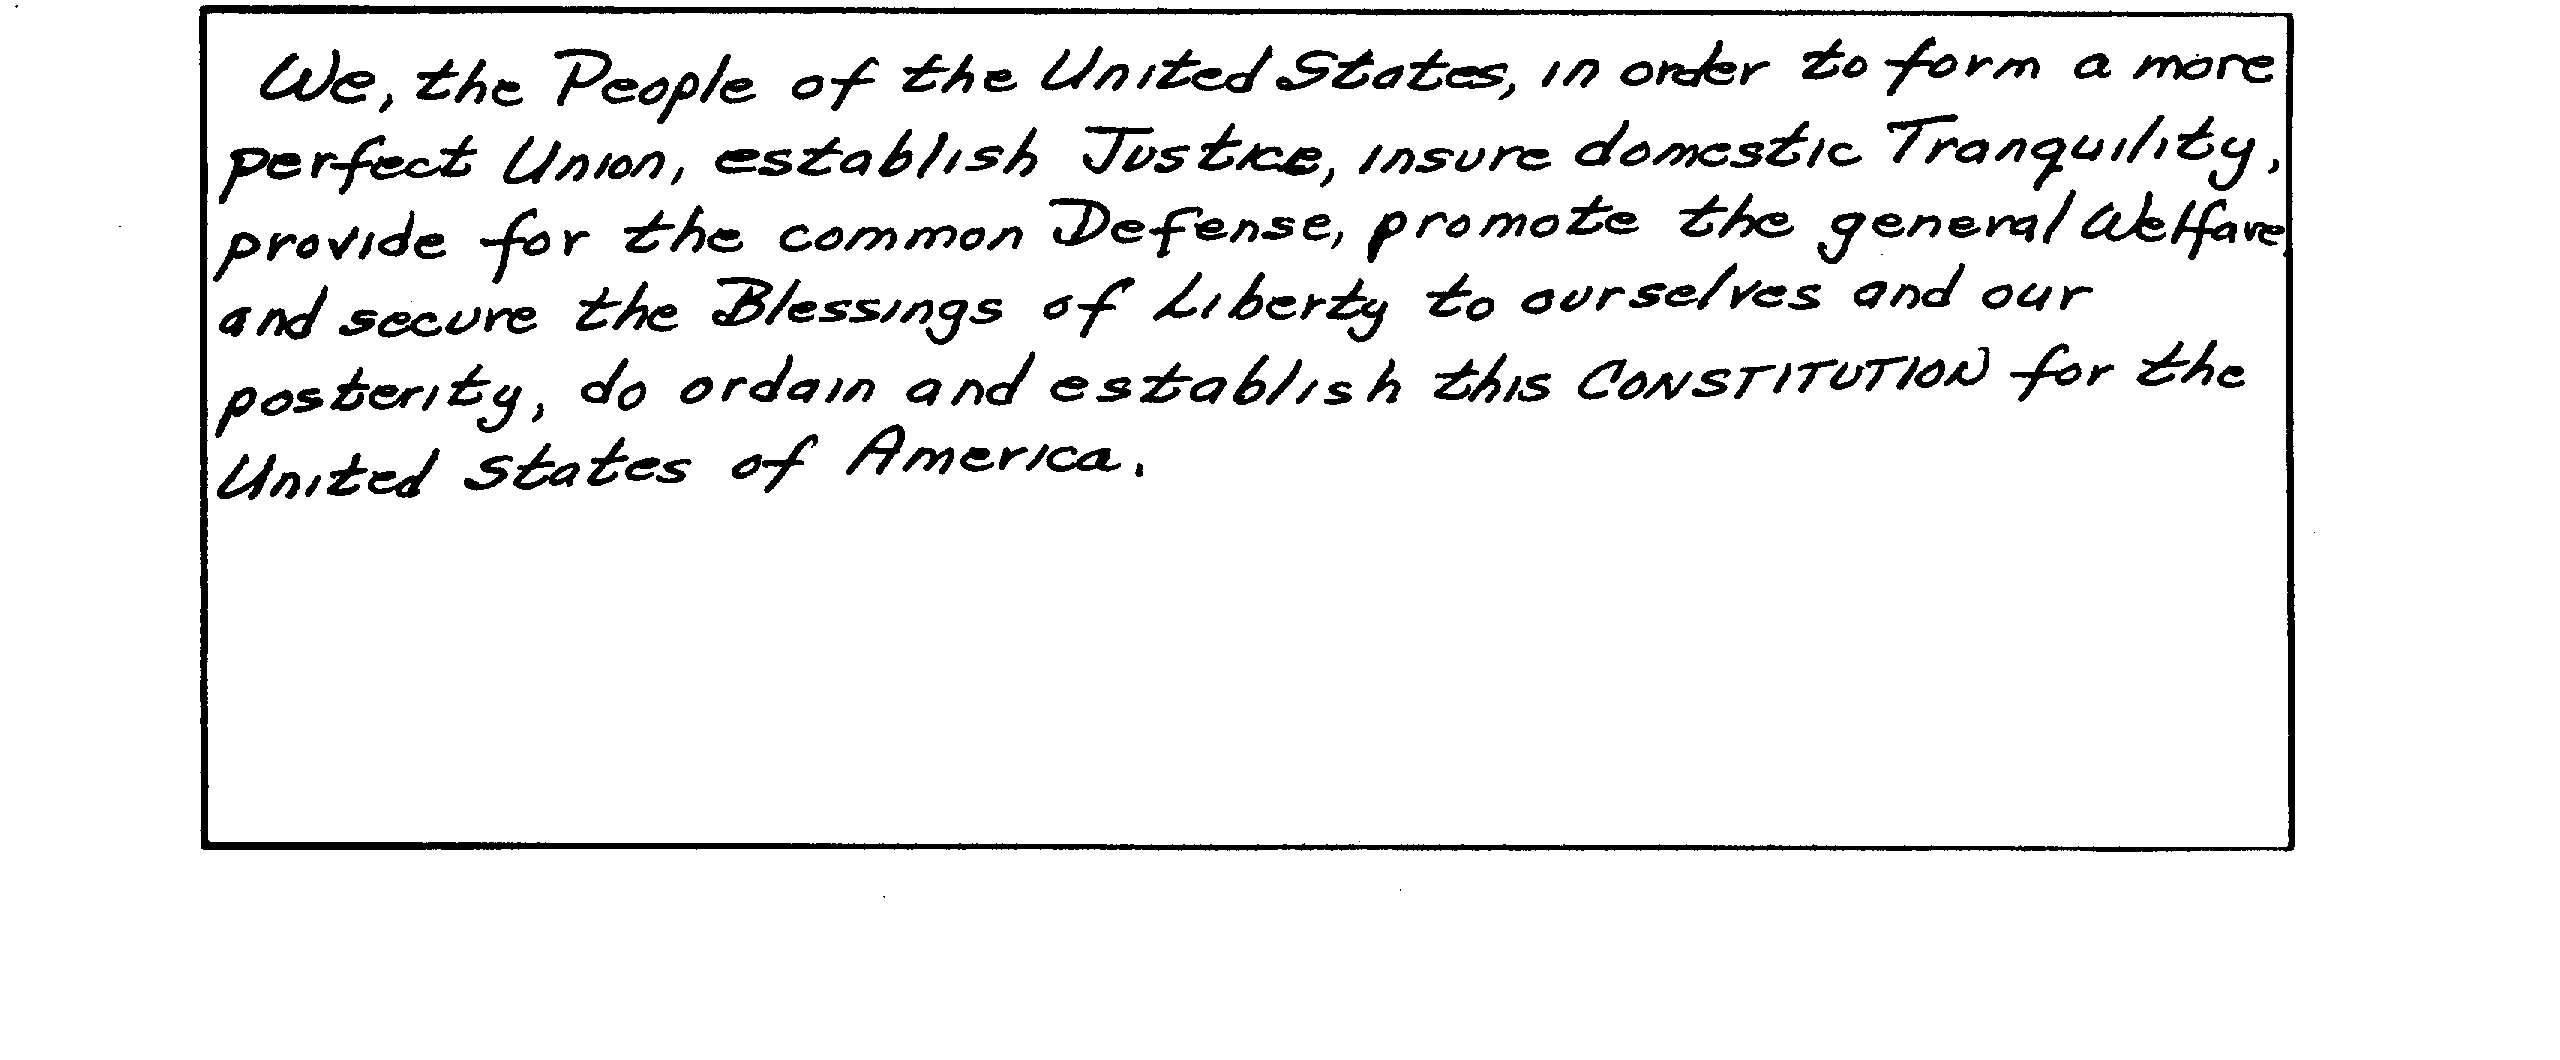 We, the People of the United States, in order to form a more
perfect Union, establish Justice, insure domestic Tranquility,
provide for the common Defense, promote the general Welfare,
and secure the Blessings of Liberty to ourselves and our
posterity, do ordain and establish this CONSTITUTION for the
United States of America.